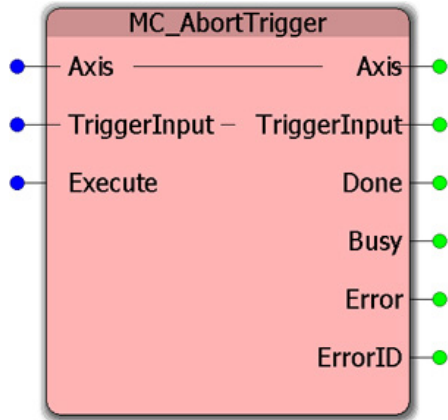 MC_AbortTrigger
Axis Axis
TriggerInput TriggerInput
Execute Done
Busy
Error
ErrorID